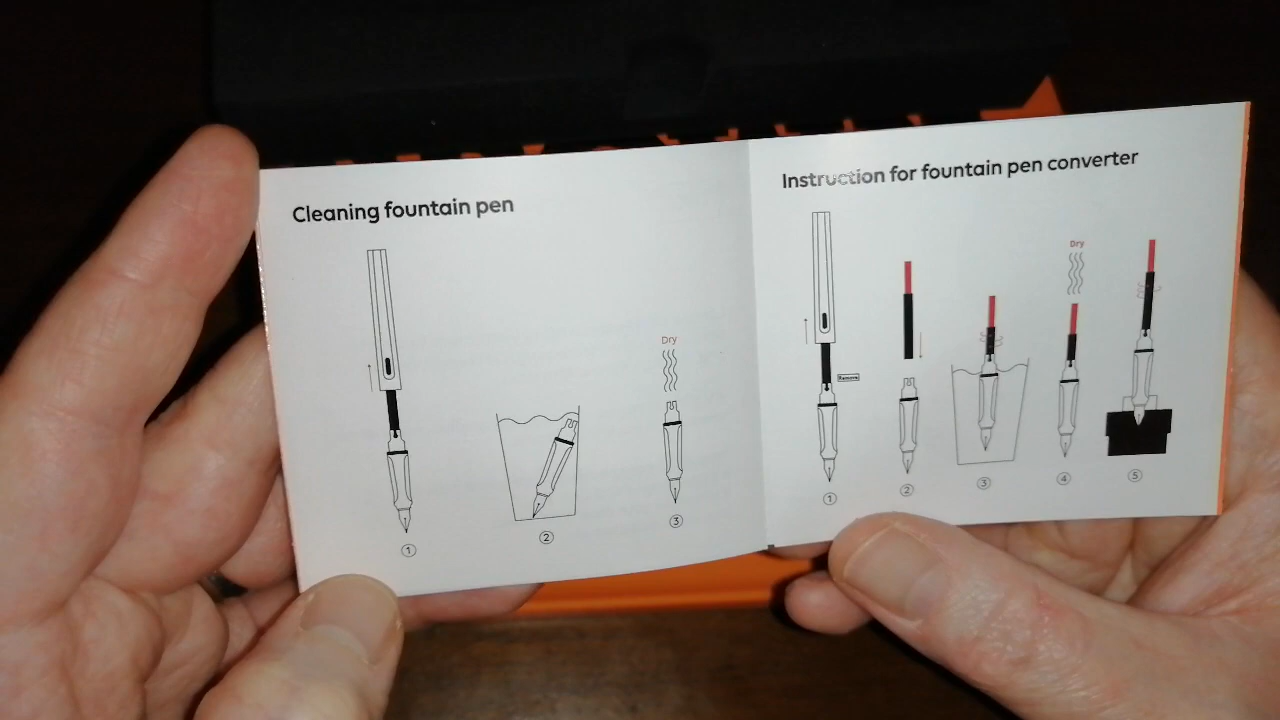 Cleaning fountain pen
Dry
①
②
③
Instruction for fountain pen converter
Dry
Remove
①
②
③
④
⑤